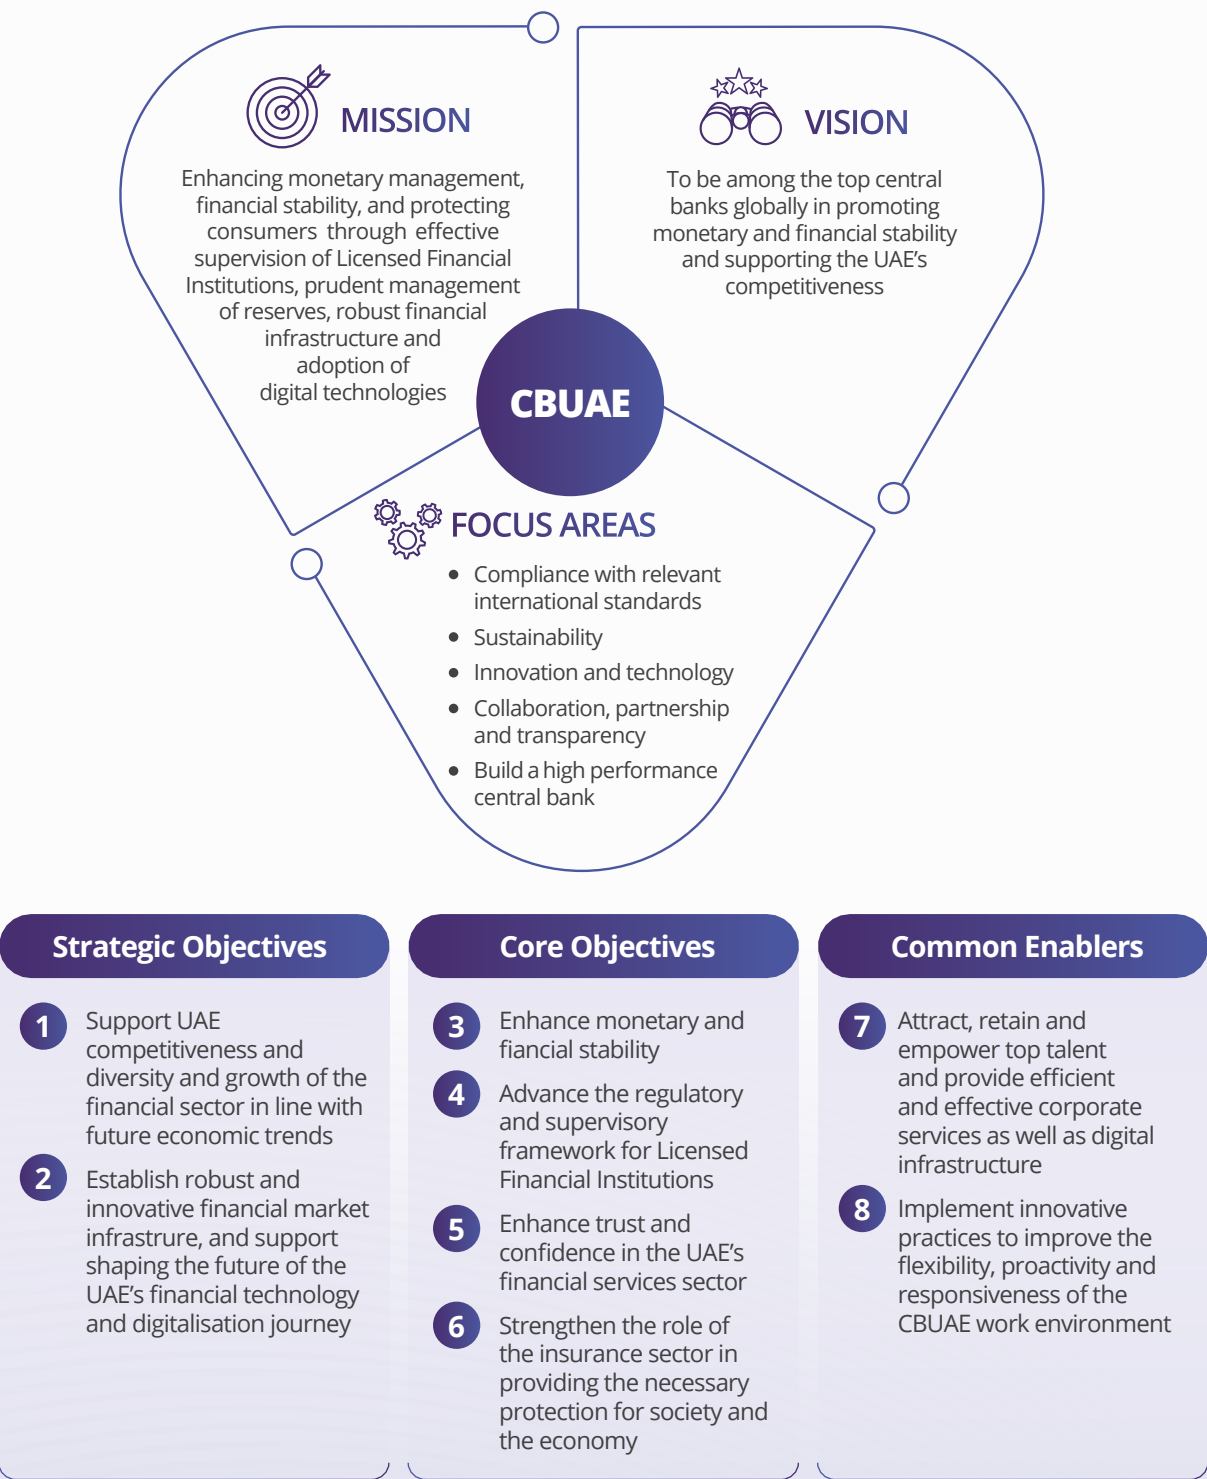 MISSION
Enhancing monetary management,
financial stability, and protecting
consumers through effective
supervision of Licensed Financial
Institutions, prudent management
of reserves, robust financial
infrastructure and
adoption of
digital technologies
VISION
To be among the top central
banks globally in promoting
monetary and financial stability
and supporting the UAE’s
competitiveness
CBUAE
FOCUS AREAS
• Compliance with relevant
international standards
• Sustainability
• Innovation and technology
• Collaboration, partnership
and transparency
• Build a high performance
central bank
Strategic Objectives
1 Support UAE
competitiveness and
diversity and growth of the
financial sector in line with
future economic trends
2 Establish robust and
innovative financial market
infrastrure, and support
shaping the future of the
UAE’s financial technology
and digitalisation journey
Core Objectives
3 Enhance monetary and
fiancial stability
4 Advance the regulatory
and supervisory
framework for Licensed
Financial Institutions
5 Enhance trust and
confidence in the UAE’s
financial services sector
6 Strengthen the role of
the insurance sector in
providing the necessary
protection for society and
the economy
Common Enablers
7 Attract, retain and
empower top talent
and provide efficient
and effective corporate
services as well as digital
infrastructure
8 Implement innovative
practices to improve the
flexibility, proactivity and
responsiveness of the
CBUAE work environment